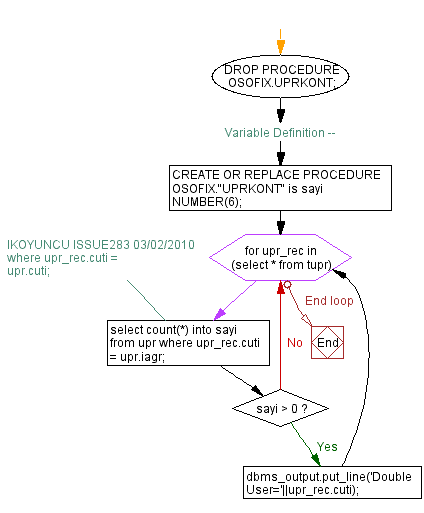 DROP PROCEDURE
OSOFIX.UPRKONT;
Variable Definition --
CREATE OR REPLACE PROCEDURE
OSOFIX."UPRKONT" is sayi
NUMBER(6);
IKOYUNCU ISSUE283 03/02/2010
where upr_rec.cuti =
upr.cuti;
for upr_rec in
(select * from tupr)
End loop
select count(*) into sayi
from upr where upr_rec.cuti
= upr.iagr;
No
End
sayi > 0 ?
Yes
dbms_output.put_line('Double
User='||upr_rec.cuti);